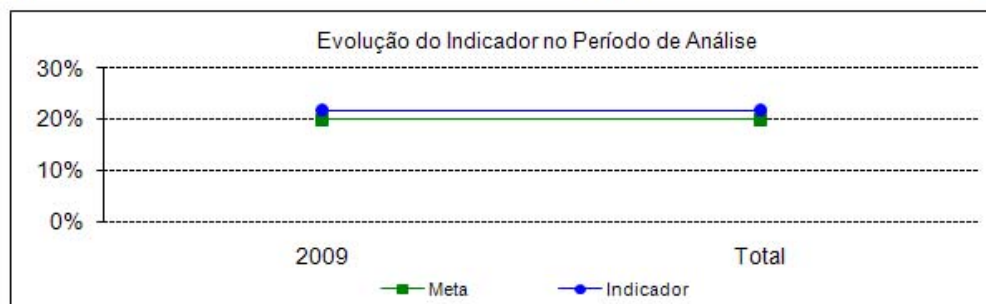 Evolução do Indicador no Período de Análise
30%
20%
10%
0%
2009 Total
Meta Indicador